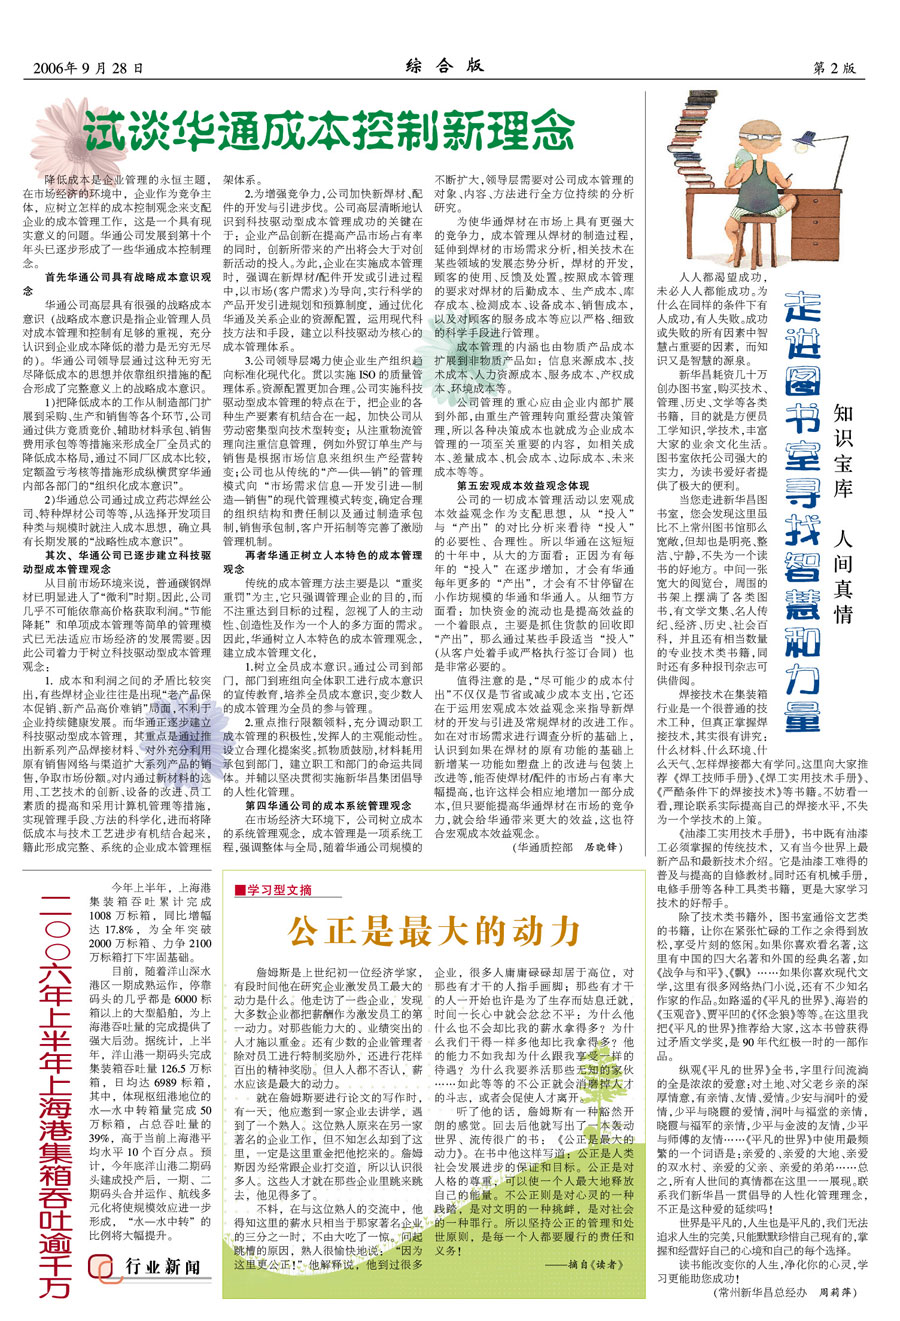 2006年9月28日
综合版
第2版
试谈华通成本控制新理念
降低成本是企业管理的永恒主题，
在市场经济的环境中，企业作为竞争主
体，应树立怎样的成本控制观念来支配
企业的成本管理工作，这是一个具有现
实意义的问题。华通公司发展到第十个
年头已逐步形成了一些华通成本控制理
念。
首先华通公司具有战略成本意识观
念
华通公司高层具有很强的战略成本
意识（战略成本意识是指企业管理人员
对成本管理和控制有足够的重视，充分
认识到企业成本降低的潜力是无穷无尽
的）。华通公司领导层通过这种无穷无
尽降低成本的思想并依靠组织措施的配
合形成了完整意义上的战略成本意识。
1)把降低成本的工作从制造部门扩
展到采购、生产和销售等各个环节，公司
通过供方竞质竞价、辅助材料承包、销售
费用承包等等措施来形成全厂全员式的
降低成本格局，通过不同厂区成本比较，
定额盈亏考核等措施形成纵横贯穿华通
内部各部门的“组织化成本意识”。
2)华通总公司通过成立药芯焊丝公
司、特种焊材公司等等，从选择开发项目
种类与规模时就注入成本思想，确立具
有长期发展的“战略性成本意识”。
其次、华通公司已逐步建立科技驱
动型成本管理观念
从目前市场环境来说，普通碳钢焊
材已明显进入了“微利”时期。因此，公司
几乎不可能依靠高价格获取利润。“节能
降耗”和单项成本管理等简单的管理模
式已无法适应市场经济的发展需要。因
此公司着力于树立科技驱动型成本管理
观念：
1. 成本和利润之间的矛盾比较突
出，有些焊材企业往往是出现“老产品保
本促销、新产品高价难销”局面，不利于
企业持续健康发展。而华通正逐步建立
科技驱动型成本管理，其重点是通过推
出新系列产品焊接材料、对外充分利用
原有销售网络与渠道扩大系列产品的销
售，争取市场份额。对内通过新材料的选
用、工艺技术的创新、设备的改进、员工
素质的提高和采用计算机管理等措施，
实现管理手段、方法的科学化，进而将降
低成本与技术工艺进步有机结合起来，
籍此形成完整、系统的企业成本管理框
架体系。
2.为增强竞争力，公司加快新焊材、配
件的开发与引进步伐。公司高层清晰地认
识到科技驱动型成本管理成功的关键在
于：企业产品创新在提高产品市场占有率
的同时，创新所带来的产出将会大于对创
新活动的投入。为此，企业在实施成本管理
时，强调在新焊材/配件开发或引进过程
中，以市场(客户需求)为导向，实行科学的
产品开发引进规划和预算制度，通过优化
华通及关系企业的资源配置，运用现代科
技方法和手段，建立以科技驱动为核心的
成本管理体系。
3.公司领导层竭力使企业生产组织趋
向标准化现代化。贯以实施ISO的质量管
理体系。资源配置更加合理。公司实施科技
驱动型成本管理的特点在于，把企业的各
种生产要素有机结合在一起，加快公司从
劳动密集型向技术型转变；从注重物流管
理向注重信息管理，例如外贸订单生产与
销售是根据市场信息来组织生产经营转
变；公司也从传统的“产—供—销”的管理
模式向“市场需求信息—开发引进—制
造—销售”的现代管理模式转变，确定合理
的组织结构和责任制以及通过制造承包
制，销售承包制，客户开拓制等完善了激励
管理机制。
再者华通正树立人本特色的成本管理
观念
传统的成本管理方法主要是以“重奖
重罚”为主，它只强调管理企业的目的，而
不注重达到目标的过程，忽视了人的主动
性、创造性及作为一个人的多方面的需求。
因此，华通树立人本特色的成本管理观念，
建立成本管理文化，
1.树立全员成本意识。通过公司到部
门，部门到班组向全体职工进行成本意识
的宣传教育，培养全员成本意识，变少数人
的成本管理为全员的参与管理。
2.重点推行限额领料，充分调动职工
成本管理的积极性，发挥人的主观能动性。
设立合理化提案奖。抓物质鼓励，材料耗用
承包到部门，建立职工和部门的命运共同
体。并辅以坚决贯彻实施新华昌集团倡导
的人性化管理。
第四华通公司的成本系统管理观念
在市场经济大环境下，公司树立成本
的系统管理观念，成本管理是一项系统工
程，强调整体与全局，随着华通公司规模的
不断扩大，领导层需要对公司成本管理的
对象、内容、方法进行全方位持续的分析
研究。
为使华通焊材在市场上具有更强大
的竞争力，成本管理从焊材的制造过程，
延伸到焊材的市场需求分析，相关技术在
某些领域的发展态势分析，焊材的开发，
顾客的使用、反馈及处置。按照成本管理
的要求对焊材的后勤成本、生产成本、库
存成本、检测成本、设备成本、销售成本，
以及对顾客的服务成本等应以严格、细致
的科学手段进行管理。
成本管理的内涵也由物质产品成本
扩展到非物质产品如：信息来源成本、技
术成本、人力资源成本、服务成本、产权成
本、环境成本等。
公司管理的重心应由企业内部扩展
到外部，由重生产管理转向重经营决策管
理，所以各种决策成本也就成为企业成本
管理的一项至关重要的内容，如相关成
本、差量成本、机会成本、边际成本、未来
成本等等。
第五宏观成本效益观念体现
公司的一切成本管理活动以宏观成
本效益观念作为支配思想，从“投入”
与“产出”的对比分析来看待“投入”
的必要性、合理性。所以华通在这短短
的十年中，从大的方面看：正因为有每
年的“投入”在逐步增加，才会有华通
每年更多的“产出”，才会有不甘停留在
小作坊规模的华通和华通人。从细节方
面看：加快资金的流动也是提高效益的
一个着眼点，主要是抓住货款的回收即
“产出”，那么通过某些手段适当“投入”
(从客户处着手或严格执行签订合同）也
是非常必要的。
值得注意的是，“尽可能少的成本付
出”不仅仅是节省或减少成本支出，它还
在于运用宏观成本效益观念来指导新焊
材的开发与引进及常规焊材的改进工作。
如在对市场需求进行调查分析的基础上，
认识到如果在焊材的原有功能的基础上
新增某一功能如塑盘上的改进与包装上
改进等，能否使焊材/配件的市场占有率大
幅提高，也许这样会相应地增加一部分成
本，但只要能提高华通焊材在市场的竞争
力，就会给华通带来更大的效益，这也符
合宏观成本效益观念。
(华通质控部 居晓锋)
走进图书室寻找智慧和力量
知识宝库 人间真情
人人都渴望成功，
未必人人都能成功。为
什么在同样的条件下有
人成功，有人失败。成功
或失败的所有因素中智
慧占重要的因素，而知
识又是智慧的源泉。
新华昌耗资几十万
创办图书室，购买技术、
管理、历史、文学等各类
书籍，目的就是方便员
工学知识，学技术，丰富
大家的业余文化生活。
图书室依托公司强大的
实力，为读书爱好者提
供了极大的便利。
当您走进新华昌图
书室，您会发现这里虽
比不上常州图书馆那么
宽敞，但却也是明亮、整
洁、宁静，不失为一个读
书的好地方。中间一张
宽大的阅览台，周围的
书架上摆满了各类图
书，有文学文集、名人传
纪、经济、历史、社会百
科，并且还有相当数量
的专业技术类书籍，同
时还有多种报刊杂志可
供借阅。
焊接技术在集装箱
行业是一个很普通的技
术工种，但真正掌握焊
接技术，其实很有讲究：
什么材料、什么环境、什
么天气、怎样焊接都大有学问。这里向大家推
荐《焊工技师手册》、《焊工实用技术手册》、
《严酷条件下的焊接技术》等书籍。不妨看一
看，理论联系实际提高自己的焊接水平，不失
为一个学技术的上策。
《油漆工实用技术手册》，书中既有油漆
工必须掌握的传统技术，又有当今世界上最
新产品和最新技术介绍。它是油漆工难得的
普及与提高的自修教材。同时还有机械手册，
电修手册等各种工具类书籍，更是大家学习
技术的好帮手。
除了技术类书籍外，图书室通俗文艺类
的书籍，让你在紧张忙碌的工作之余得到放
松，享受片刻的悠闲。如果你喜欢看名著，这
里有中国的四大名著和外国的经典名著，如
《战争与和平》、《飘》……如果你喜欢现代文
学，这里有很多网络热门小说，还有不少知名
作家的作品。如路遥的《平凡的世界》、海岩的
《玉观音》、贾平凹的《怀念狼》等等。在这里我
把《平凡的世界》推荐给大家，这本书曾获得
过矛盾文学奖，是90年代红极一时的一部作
品。
纵观《平凡的世界》全书，字里行间流淌
的全是浓浓的爱意：对土地、对父老乡亲的深
厚情意，有亲情、友情、爱情。少安与润叶的爱
情，少平与晓霞的爱情，润叶与福堂的亲情，
晓霞与福军的亲情，少平与金波的友情，少平
与师傅的友情……《平凡的世界》中使用最频
繁的一个词语是：亲爱的、亲爱的大地、亲爱
的双水村、亲爱的父亲、亲爱的弟弟……总
之，所有人世间的真情都在这里一一展现。联
系我们新华昌一贯倡导的人性化管理理念，
不正是这种爱的延续吗！
世界是平凡的，人生也是平凡的，我们无法
追求人生的完美，只能默默珍惜自己现有的，掌
握和经营好自己的心境和自己的每个选择。
读书能改变你的人生，净化你的心灵，学
习更能助您成功！
(常州新华昌总经办 周莉萍)
二〇〇六年上半年上海港集箱吞吐逾千万
今年上半年，上海港
集装箱吞吐累计完成
1008万标箱，同比增幅
达17.8%，为全年突破
2000万标箱、力争2100
万标箱打下牢固基础。
目前，随着洋山深水
港区一期成熟运作，停靠
码头的几乎都是6000标
箱以上的大型船舶，为上
海港吞吐量的完成提供了
强大后劲。据统计，上半
年，洋山港一期码头完成
集装箱吞吐量126.5万标
箱，日均达6989标箱，
其中，体现枢纽港地位的
水—水中转箱量完成50
万标箱，占总吞吐量的
39%，高于当前上海港平
均水平10个百分点。预
计，今年底洋山港二期码
头建成投产后，一期、二
期码头合并运作、航线多
元化将使规模效应进一步
形成，“水—水中转”的
比例将大幅提升。
行业新闻
■学习型文摘
公正是最大的动力
詹姆斯是上世纪初一位经济学家，
有段时间他在研究企业激发员工最大的
动力是什么。他走访了一些企业，发现
大多数企业都把薪酬作为激发员工的第
一动力。对那些能力大的、业绩突出的
人才施以重金。还有少数的企业管理者
除对员工进行特制奖励外，还进行花样
百出的精神奖励。但人人都不否认，薪
水应该是最大的动力。
就在詹姆斯要进行论文的写作时，
有一天，他应邀到一家企业去讲学，遇
到了一个熟人。这位熟人原来在另一家
著名的企业工作，但不知怎么却到了这
里，一定是这里重金把他挖来的。詹姆
斯因为经常跟企业打交道，所以认识很
多人。这些人才就在那些企业里跳来跳
去，他见得多了。
不料，在与这位熟人的交流中，他
得知这里的薪水只相当于那家著名企业
的三分之一时，不由大吃了一惊。问起
跳槽的原因，熟人很愉快地说：“因为
这里更公正！”他解释说，他到过很多
企业，很多人庸庸碌碌却居于高位，对
那些有才干的人指手画脚；那些有才干
的人一开始也许是为了生存而结息迁就，
时间一长心中就会忿忿不平：为什么他
什么也不会却比我的薪水拿得多？为什
么我们干得一样多他却比我拿得多？他
的能力不如我却为什么跟我享受一样的
待遇？为什么我要养活那些无知的家伙
……如此等等的不公正就会消磨掉人才
的斗志，或者会促使人才离开。
听了他的话，詹姆斯有一种豁然开
朗的感觉。回去后他就写出了一本轰动
世界、流传很广的书：《公正是最大的
动力》。在书中他这样写道：公正是人类
社会发展进步的保证和目标。公正是对
人格的尊重，可以使一个人最大地释放
自己的能量。不公正则是对心灵的一种
践踏，是对文明的一种挑衅，是对社会
的一种罪行。所以坚持公正的管理和处
世原则，是每一个人都要履行的责任和
义务！
——摘自《读者》